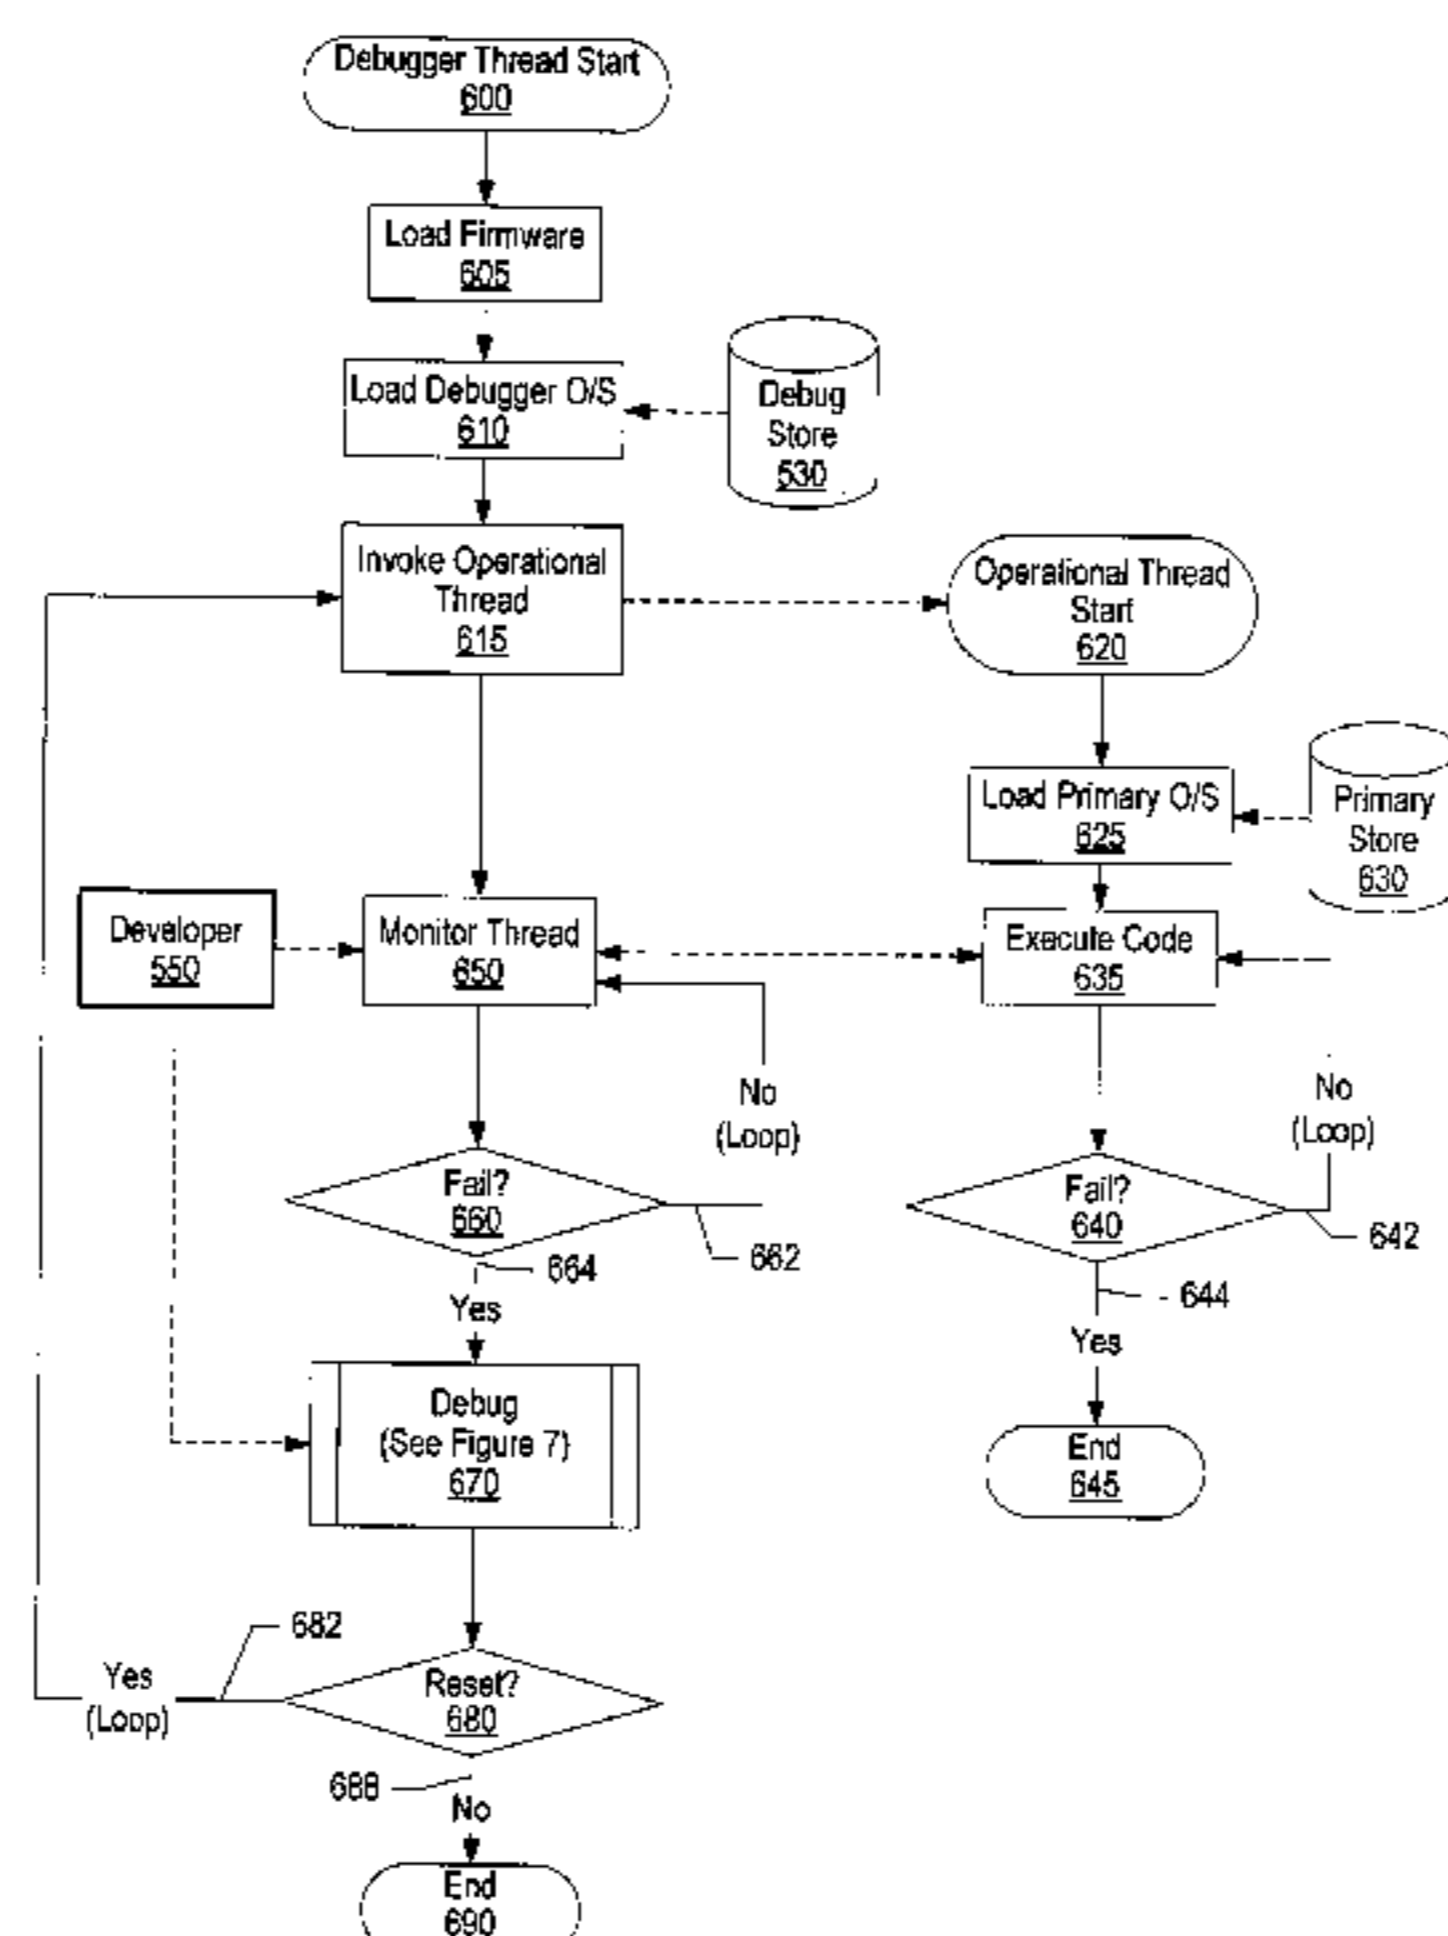 Debugger Thread Start
600
Load Firmware
605
Load Debugger O/S
610
Debug
Store
530
Invoke Operational
Thread
615
Operational Thread
Start
620
Load Primary O/S
625
Primary
Store
630
Developer
550
Monitor Thread
650
Execute Code
635
No
(Loop)
No
(Loop)
Fail?
660
662
664
Yes
Fail?
640
642
644
Yes
Debug
(See Figure 7)
670
End
645
682
Yes
(Loop)
Reset?
680
688
No
End
690